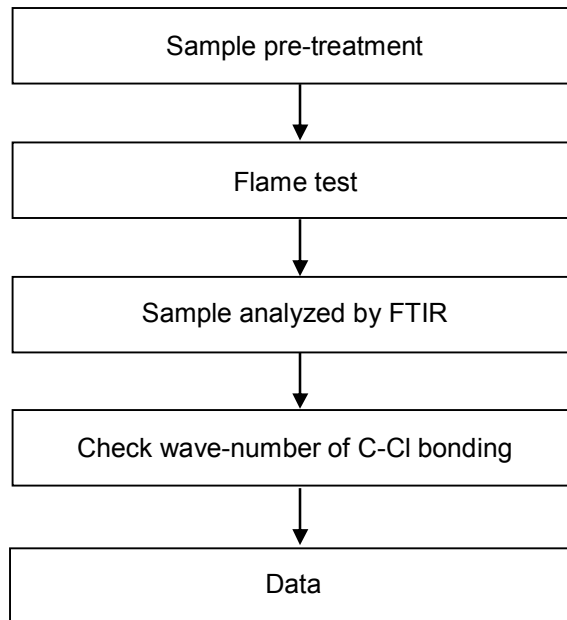 Sample pre-treatment
Flame test
Sample analyzed by FTIR
Check wave-number of C-Cl bonding
Data